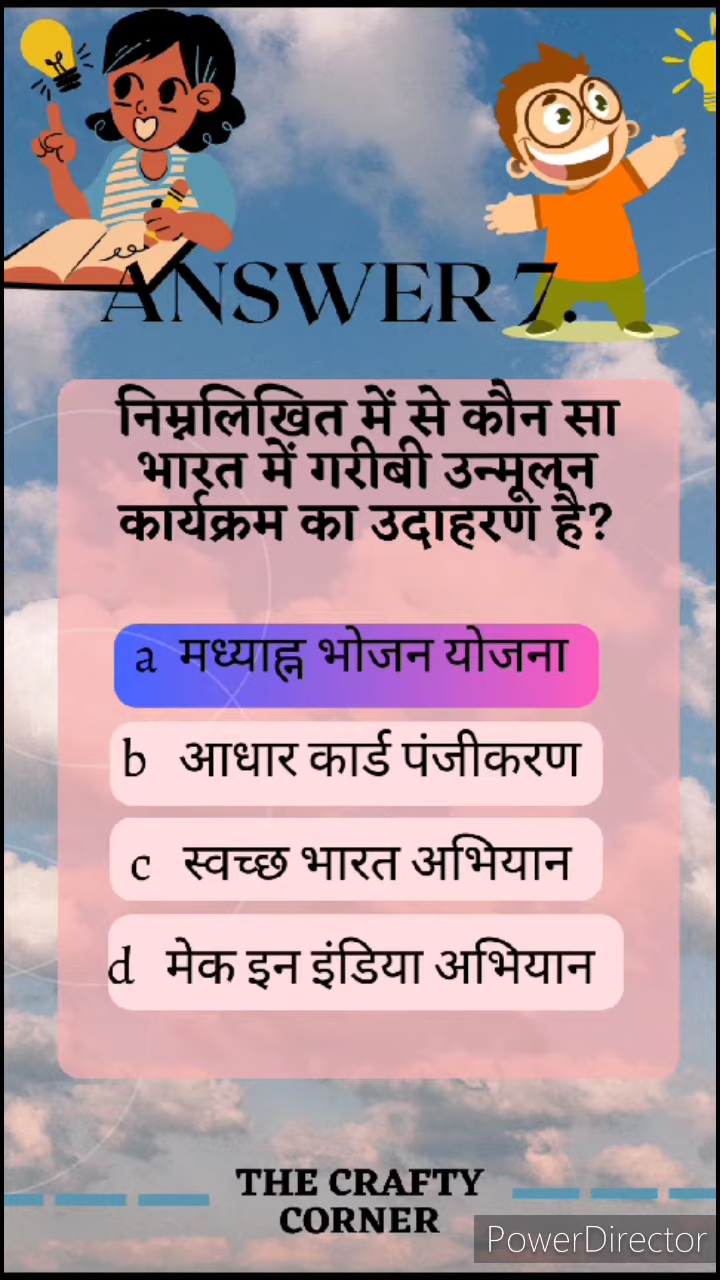 ANSWER 7.
निम्नलिखित में से कौन सा
भारत में गरीबी उन्मूलन
कार्यक्रम का उदाहरण है?
a मध्याह्न भोजन योजना
b आधार कार्ड पंजीकरण
c स्वच्छ भारत अभियान
d मेक इन इंडिया अभियान
THE CRAFTY
CORNER
PowerDirector